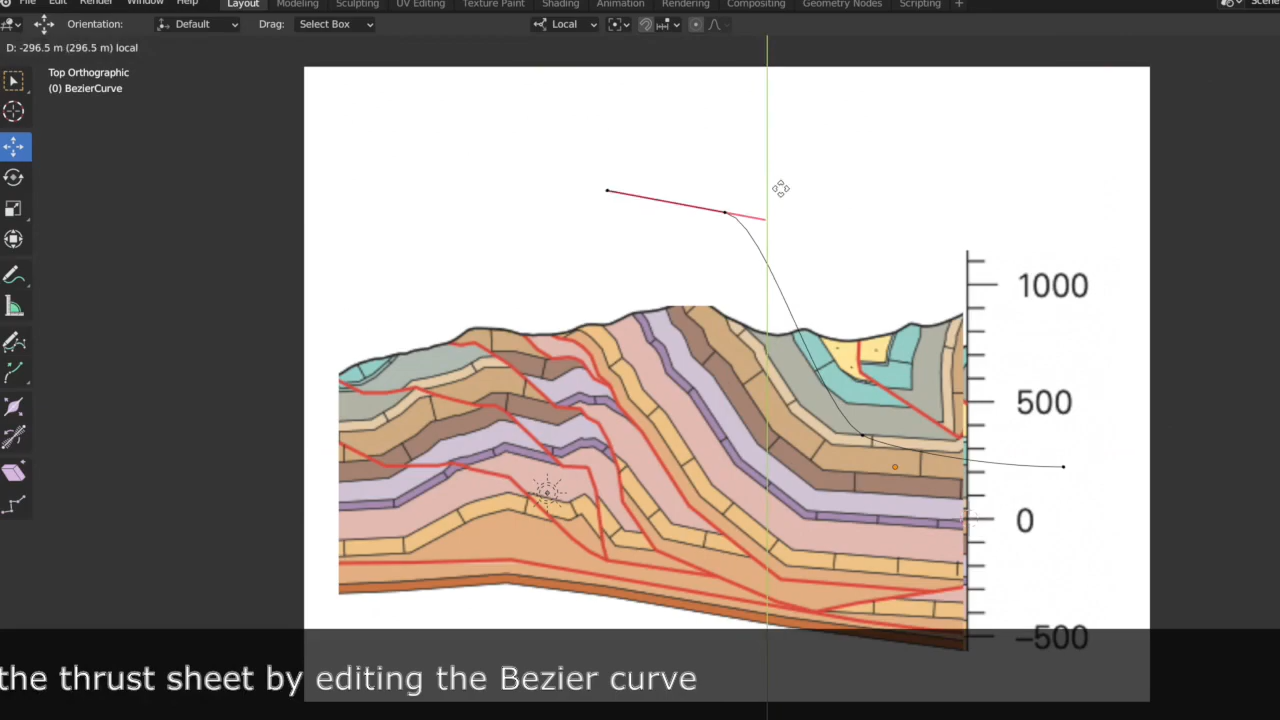 File Edit Render Window Help Layout Modeling Sculpting UV Editing Texture Paint Shading Animation Rendering Compositing Geometry Nodes Scripting + Scene
Orientation: Default Drag: Select Box Local
D: -296.5 m (296.5 m) local
Top Orthographic
(0) BezierCurve
1000
500
0
−500
the thrust sheet by editing the Bezier curve